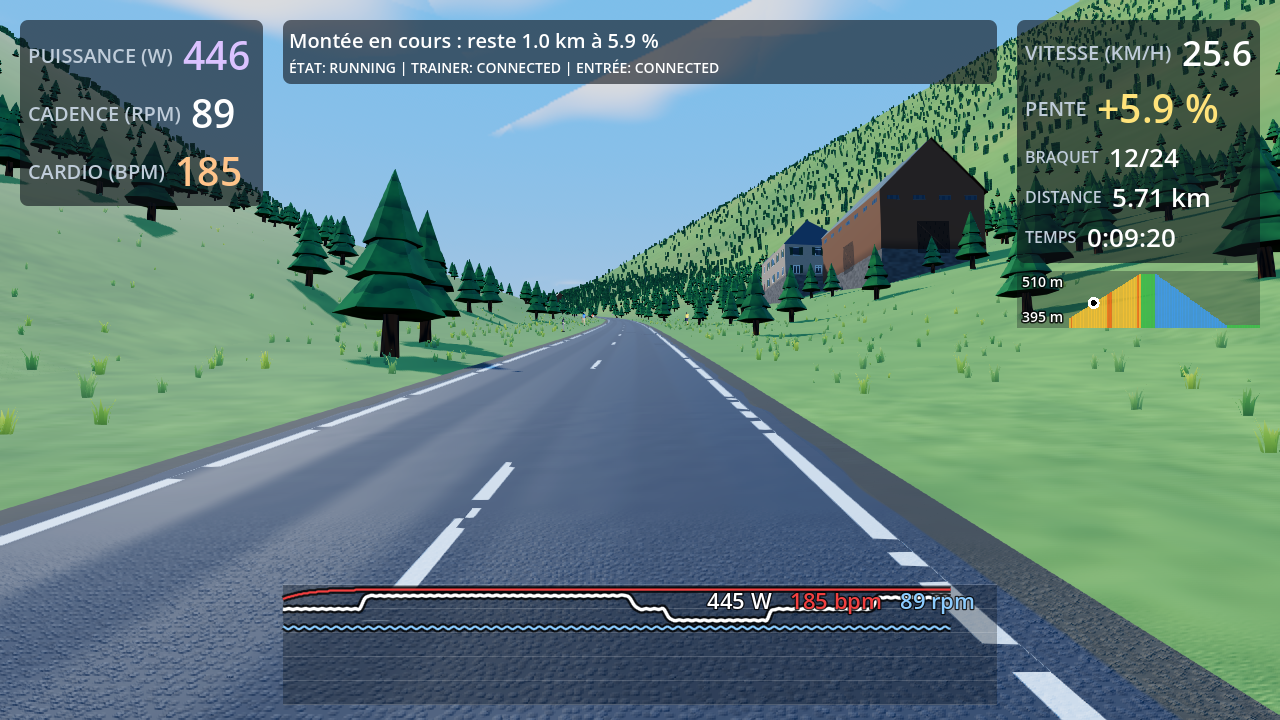 PUISSANCE (W) 446
CADENCE (RPM) 89
CARDIO (BPM) 185
Montée en cours : reste 1.0 km à 5.9 %
ÉTAT: RUNNING | TRAINER: CONNECTED | ENTRÉE: CONNECTED
VITESSE (KM/H) 25.6
PENTE +5.9 %
BRAQUET 12/24
DISTANCE 5.71 km
TEMPS 0:09:20
510 m
395 m
445 W 185 bpm 89 rpm